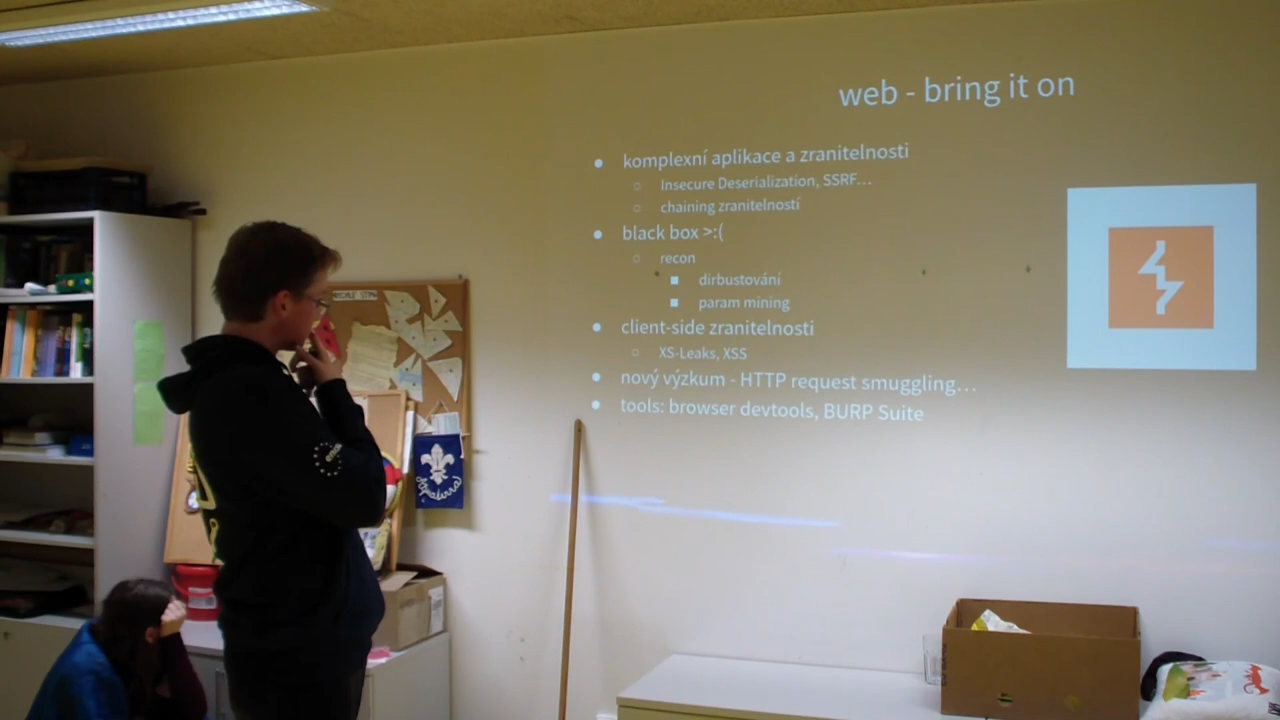 web - bring it on
komplexní aplikace a zranitelnosti
Insecure Deserialization, SSRF...
chaining zranitelností
black box >:(
recon
dirbustování
param mining
client-side zranitelnosti
XS-Leaks, XSS
nový výzkum - HTTP request smuggling...
tools: browser devtools, BURP Suite
enisa